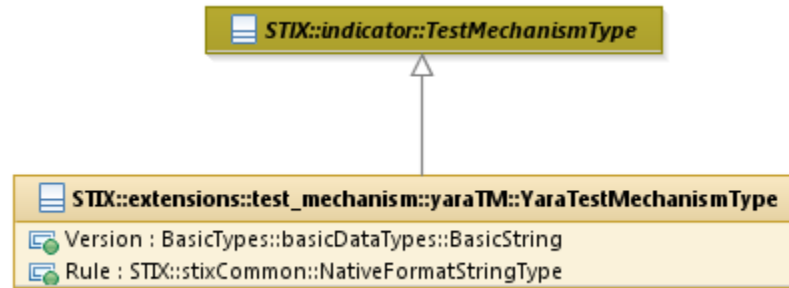 STIX::indicator::TestMechanismType
STIX::extensions::test_mechanism::yaraTM::YaraTestMechanismType
Version : BasicTypes::basicDataTypes::BasicString
Rule : STIX::stixCommon::NativeFormatStringType